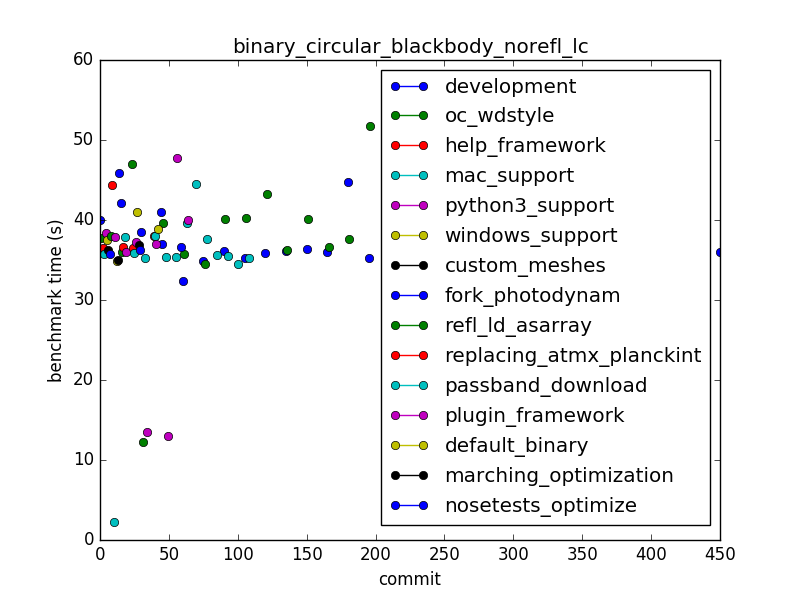 binary_circular_blackbody_norefl_lc
60
50
40
30
20
10
0
benchmark time (s)
development
oc_wdstyle
help_framework
mac_support
python3_support
windows_support
custom_meshes
fork_photodynam
refl_ld_asarray
replacing_atmx_planckint
passband_download
plugin_framework
default_binary
marching_optimization
nosetests_optimize
0 50 100 150 200 250 300 350 400 450
commit